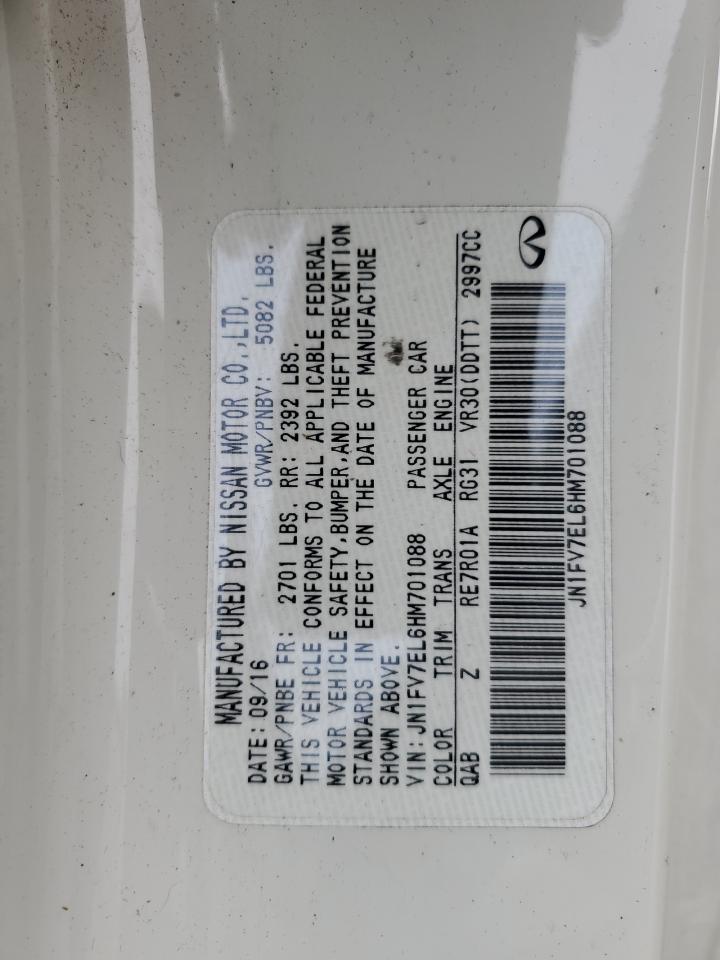 MANUFACTURED BY NISSAN MOTOR CO.,LTD.
DATE: 09/16 GVWR/PNBV: 5082 LBS.
GAWR/PNBE FR: 2701 LBS. RR: 2392 LBS.
THIS VEHICLE CONFORMS TO ALL APPLICABLE FEDERAL
MOTOR VEHICLE SAFETY,BUMPER,AND THEFT PREVENTION
STANDARDS IN EFFECT ON THE DATE OF MANUFACTURE
SHOWN ABOVE.
VIN: JN1FV7EL6HM701088 PASSENGER CAR
COLOR TRIM TRANS AXLE ENGINE
QAB Z RE7R01A RG31 VR30(DDTT) 2997CC
JN1FV7EL6HM701088